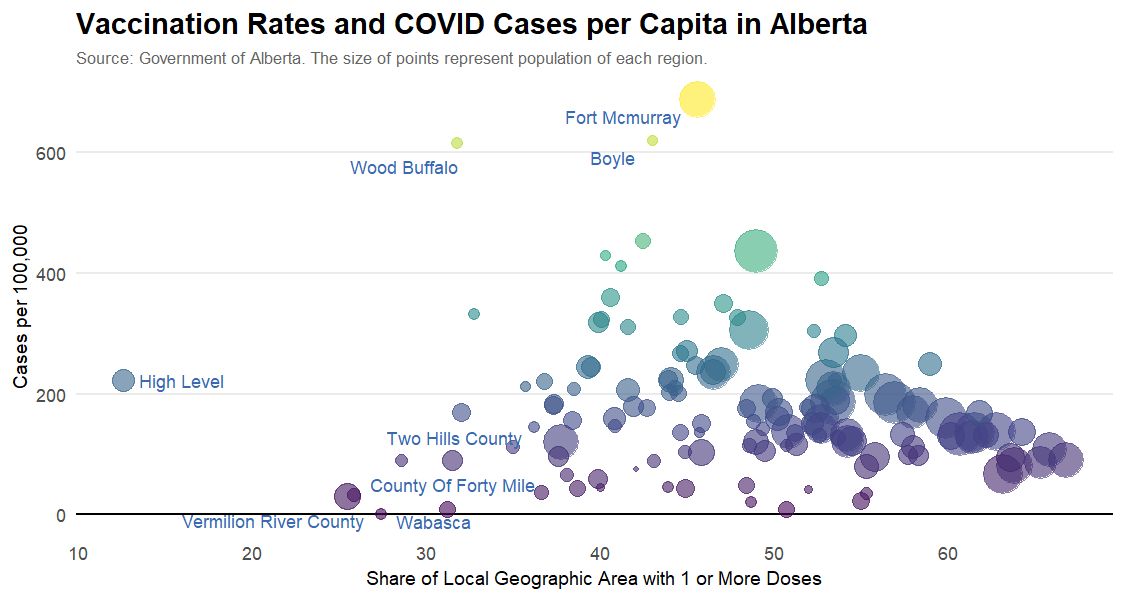 Vaccination Rates and COVID Cases per Capita in Alberta
Source: Government of Alberta. The size of points represent population of each region.
Fort Mcmurray
Boyle
Wood Buffalo
High Level
Two Hills County
County Of Forty Mile
Vermilion River County
Wabasca
Cases per 100,000
600
400
200
0
10 20 30 40 50 60
Share of Local Geographic Area with 1 or More Doses